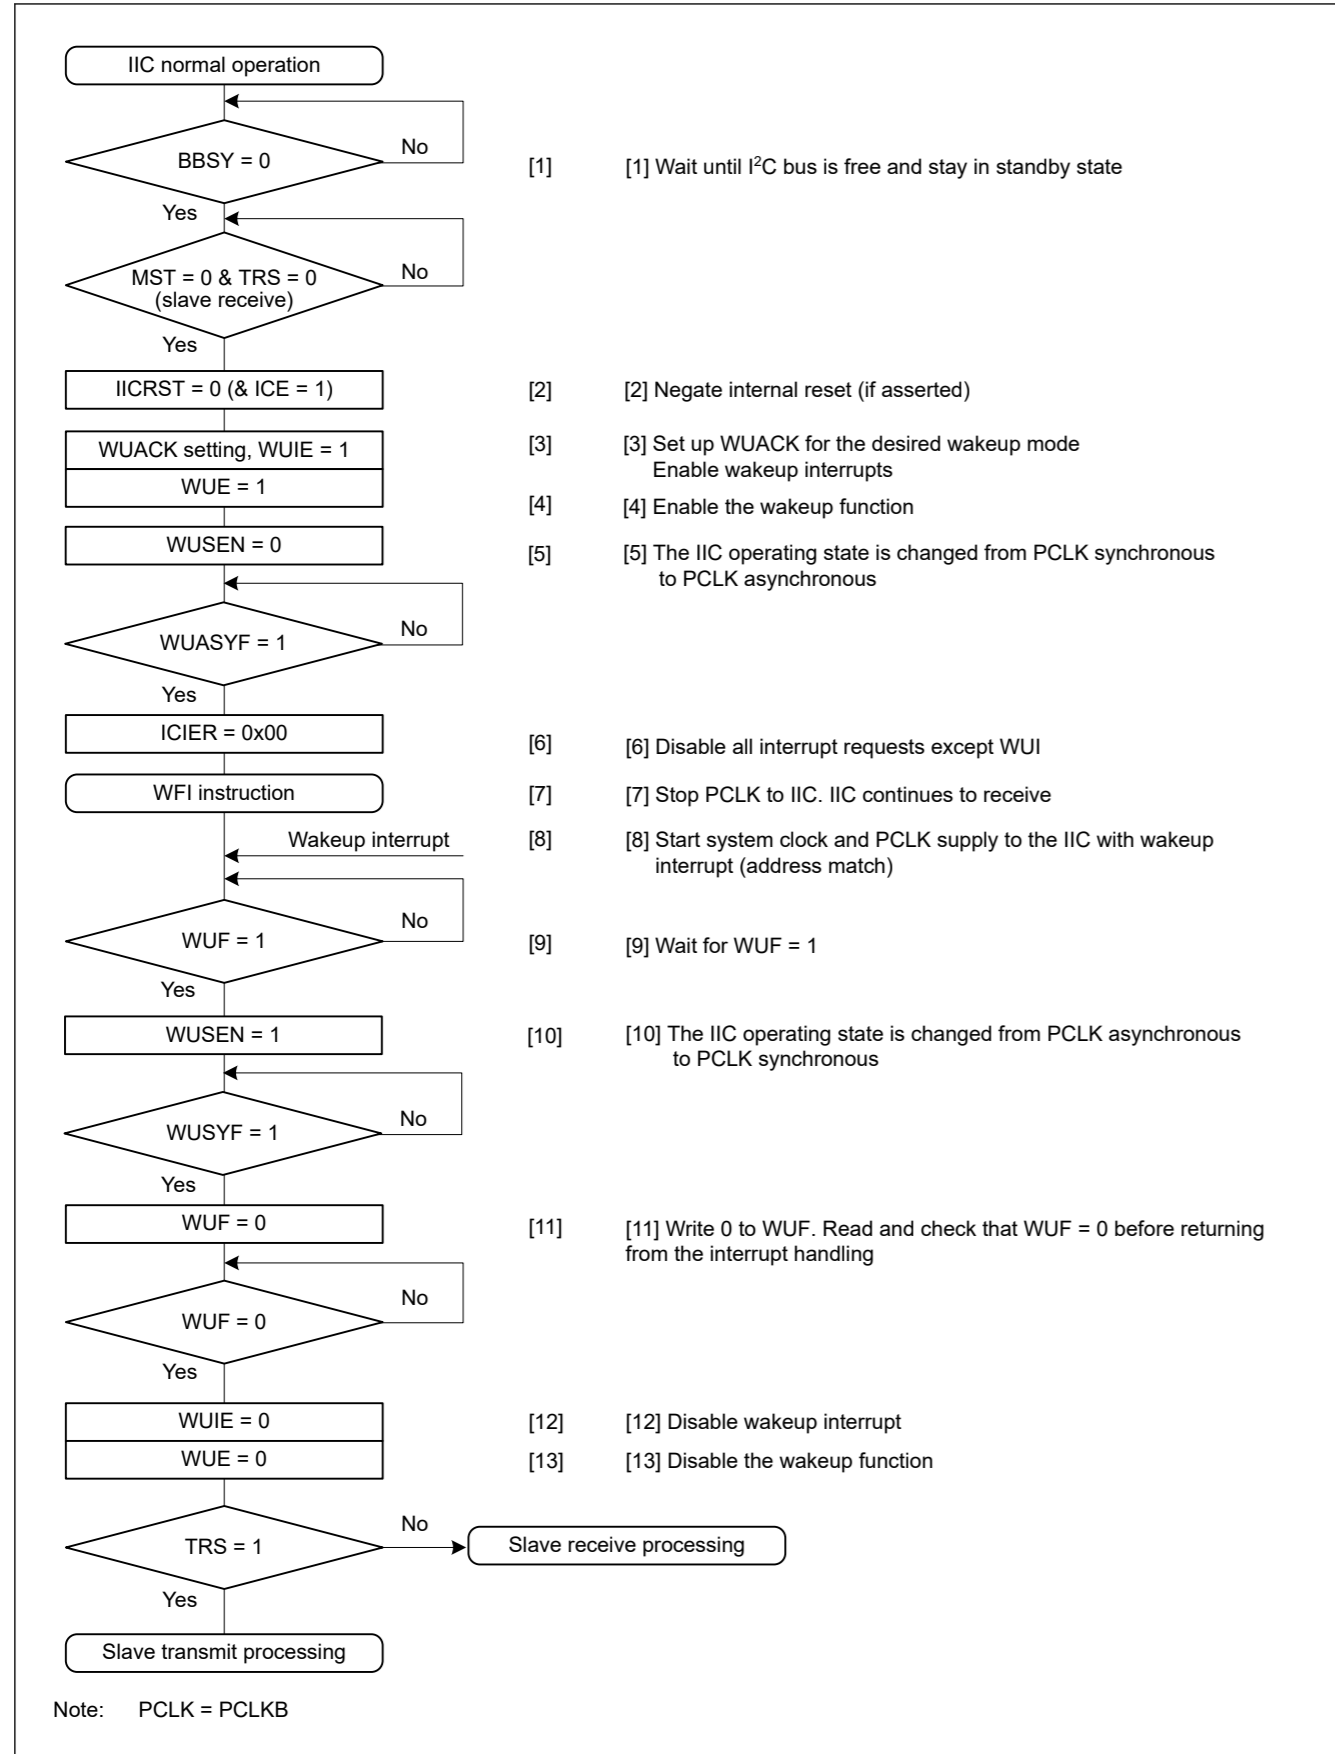 IIC normal operation
No
BBSY = 0
[1] [1] Wait until I²C bus is free and stay in standby state
Yes
No
MST = 0 & TRS = 0
(slave receive)
Yes
IICRST = 0 (& ICE = 1)
[2] [2] Negate internal reset (if asserted)
WUACK setting, WUIE = 1
[3] [3] Set up WUACK for the desired wakeup mode
Enable wakeup interrupts
WUE = 1
[4] [4] Enable the wakeup function
WUSEN = 0
[5] [5] The IIC operating state is changed from PCLK synchronous
to PCLK asynchronous
No
WUASYF = 1
Yes
ICIER = 0x00
[6] [6] Disable all interrupt requests except WUI
WFI instruction
[7] [7] Stop PCLK to IIC. IIC continues to receive
Wakeup interrupt
[8] [8] Start system clock and PCLK supply to the IIC with wakeup
interrupt (address match)
No
WUF = 1
[9] [9] Wait for WUF = 1
Yes
WUSEN = 1
[10] [10] The IIC operating state is changed from PCLK asynchronous
to PCLK synchronous
No
WUSYF = 1
Yes
WUF = 0
[11] [11] Write 0 to WUF. Read and check that WUF = 0 before returning
from the interrupt handling
No
WUF = 0
Yes
WUIE = 0
[12] [12] Disable wakeup interrupt
WUE = 0
[13] [13] Disable the wakeup function
No
TRS = 1
Slave receive processing
Yes
Slave transmit processing
Note: PCLK = PCLKB